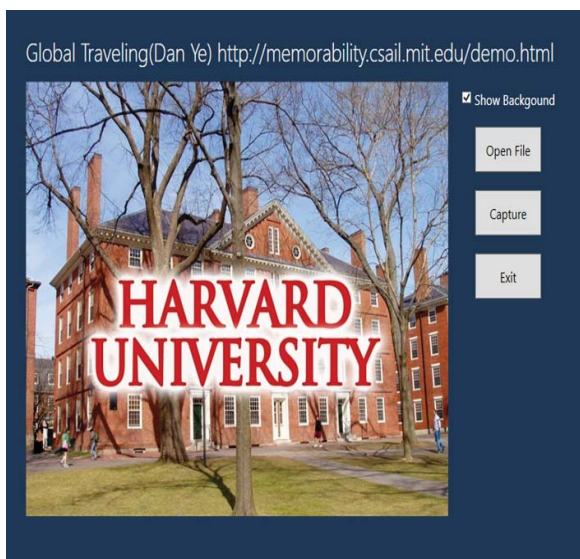 Global Traveling(Dan Ye) http://memorability.csail.mit.edu/demo.html
Show Backgound
Open File
Capture
Exit
HARVARD
UNIVERSITY